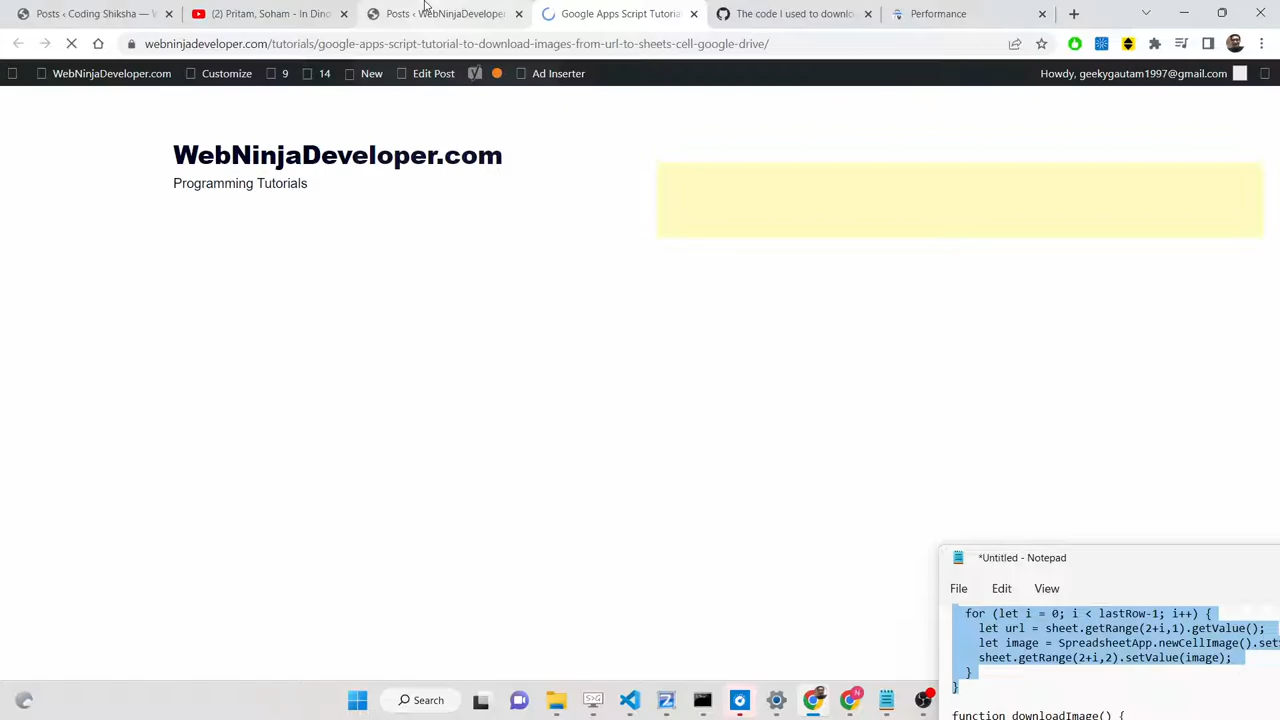 Posts ‹ Coding Shiksha — W
(2) Pritam, Soham - In Dino
Posts ‹ WebNinjaDeveloper
Google Apps Script Tutorial
The code I used to downlo
Performance
webninjadeveloper.com/tutorials/google-apps-script-tutorial-to-download-images-from-url-to-sheets-cell-google-drive/
WebNinjaDeveloper.com Customize 9 14 New Edit Post Ad Inserter Howdy, geekygautam1997@gmail.com
WebNinjaDeveloper.com
Programming Tutorials
*Untitled - Notepad
File Edit View
for (let i = 0; i < lastRow-1; i++) {
let url = sheet.getRange(2+i,1).getValue();
let image = SpreadsheetApp.newCellImage().set
sheet.getRange(2+i,2).setValue(image);
}
}
function downloadImage() {
Search